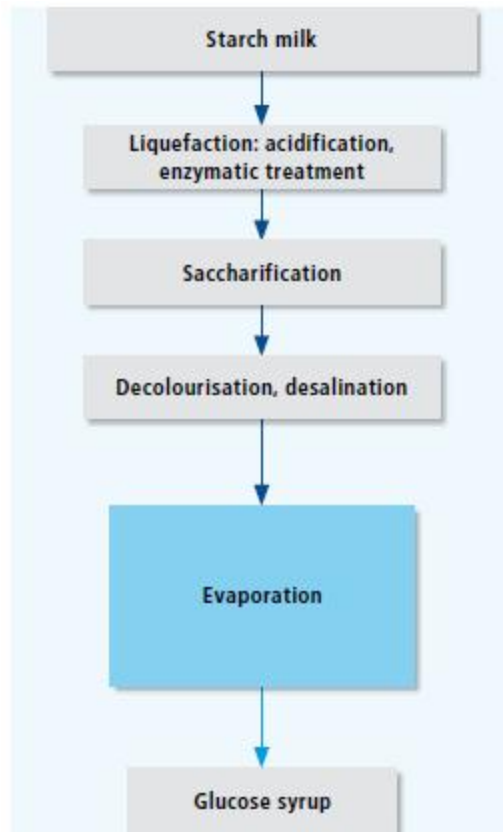 Starch milk
Liquefaction: acidification,
enzymatic treatment
Saccharification
Decolourisation, desalination
Evaporation
Glucose syrup